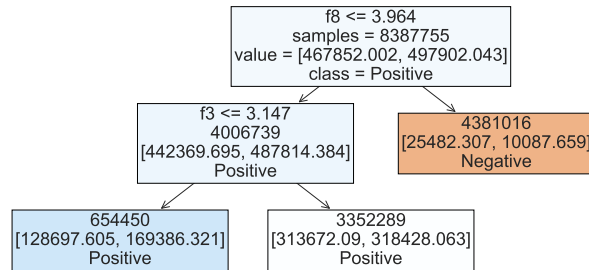 f8 <= 3.964
samples = 8387755
value = [467852.002, 497902.043]
class = Positive
f3 <= 3.147
4006739
[442369.695, 487814.384]
Positive
4381016
[25482.307, 10087.659]
Negative
654450
[128697.605, 169386.321]
Positive
3352289
[313672.09, 318428.063]
Positive